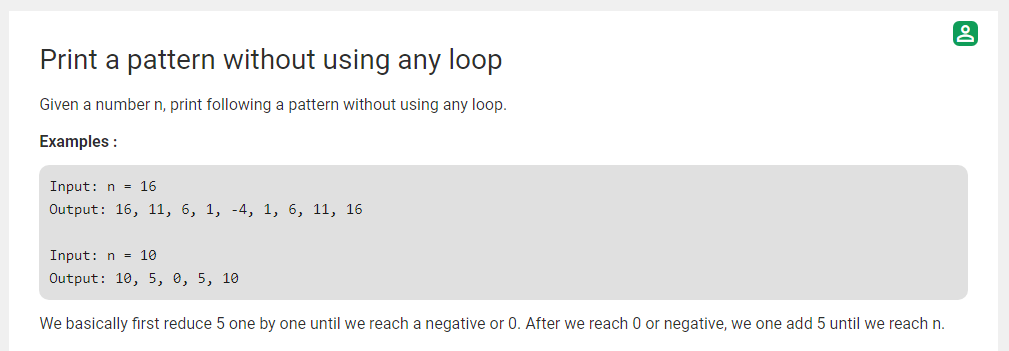 Print a pattern without using any loop
Given a number n, print following a pattern without using any loop.
Examples :
Input: n = 16
Output: 16, 11, 6, 1, -4, 1, 6, 11, 16
Input: n = 10
Output: 10, 5, 0, 5, 10
We basically first reduce 5 one by one until we reach a negative or 0. After we reach 0 or negative, we one add 5 until we reach n.